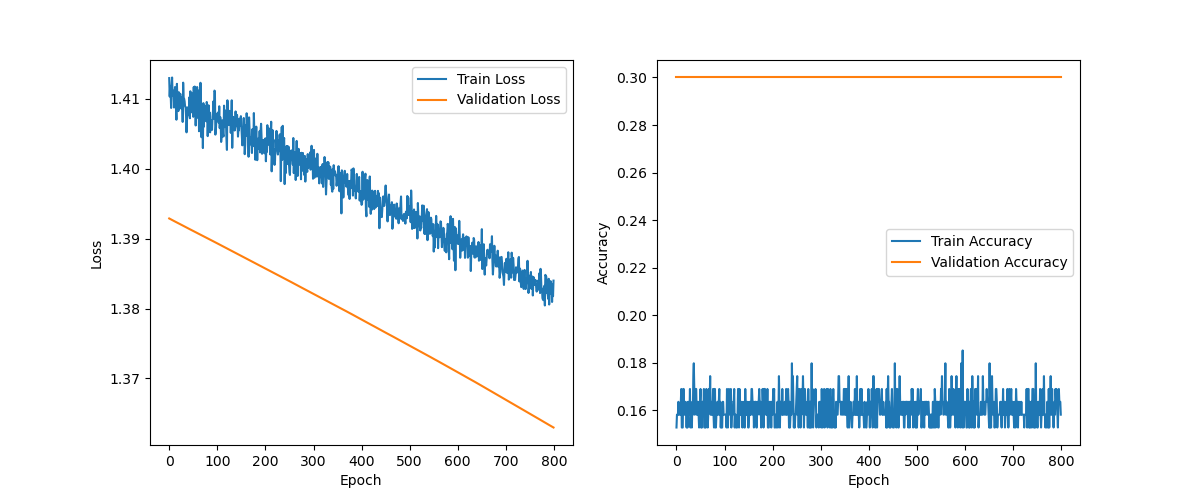 Train Loss
Validation Loss
1.41
1.40
1.39
1.38
1.37
Loss
0 100 200 300 400 500 600 700 800
Epoch
0.30
0.28
0.26
0.24
0.22
0.20
0.18
0.16
Accuracy
Train Accuracy
Validation Accuracy
0 100 200 300 400 500 600 700 800
Epoch